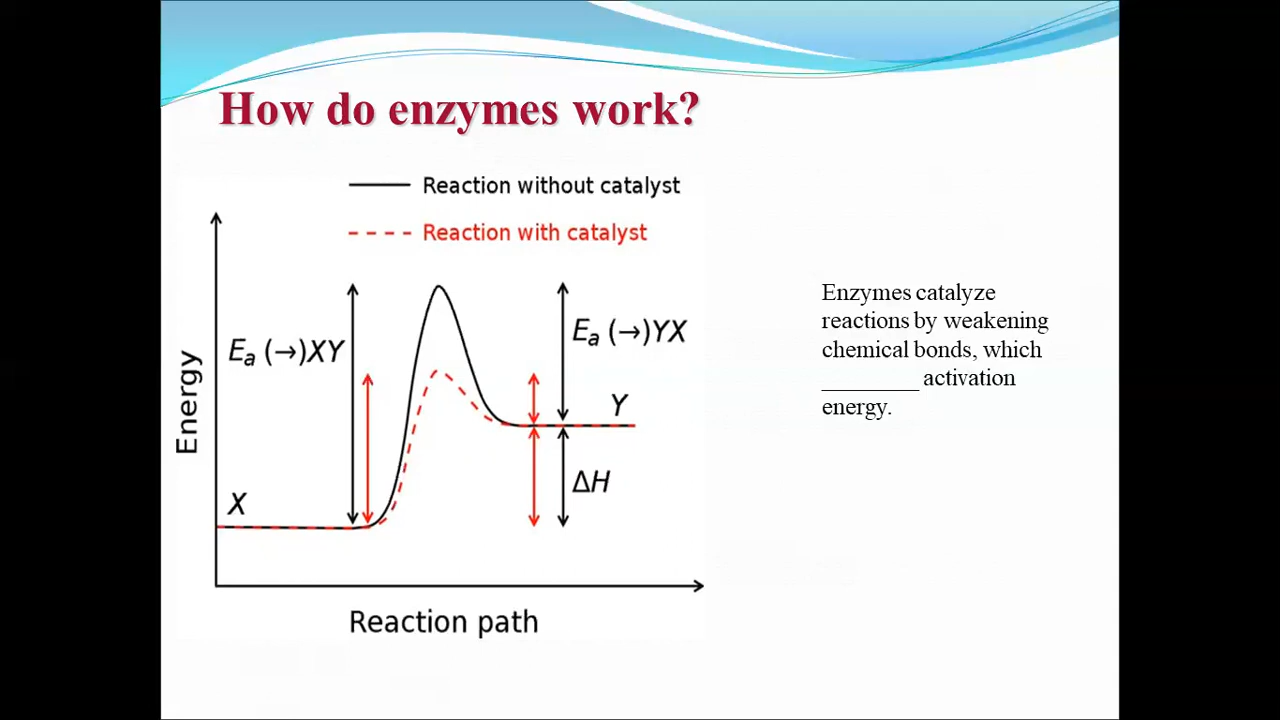 How do enzymes work?
Reaction without catalyst
Reaction with catalyst
Energy
Ea (→)XY
Ea (→)YX
X
Y
ΔH
Reaction path
Enzymes catalyze
reactions by weakening
chemical bonds, which
________ activation
energy.